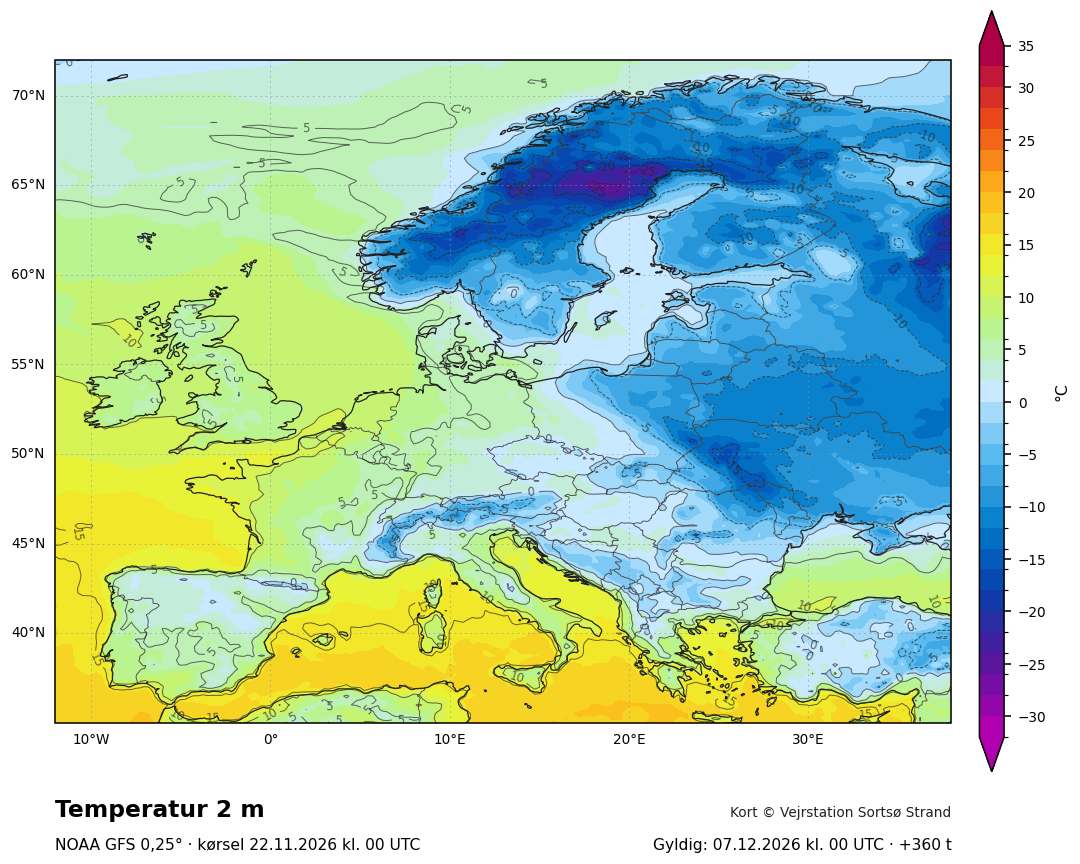 70°N
65°N
60°N
55°N
50°N
45°N
40°N
10°W
0°
10°E
20°E
30°E
35
30
25
20
15
10
5
0
−5
−10
−15
−20
−25
−30
°C
Temperatur 2 m
Kort © Vejrstation Sortsø Strand
NOAA GFS 0,25° · kørsel 22.11.2026 kl. 00 UTC
Gyldig: 07.12.2026 kl. 00 UTC · +360 t